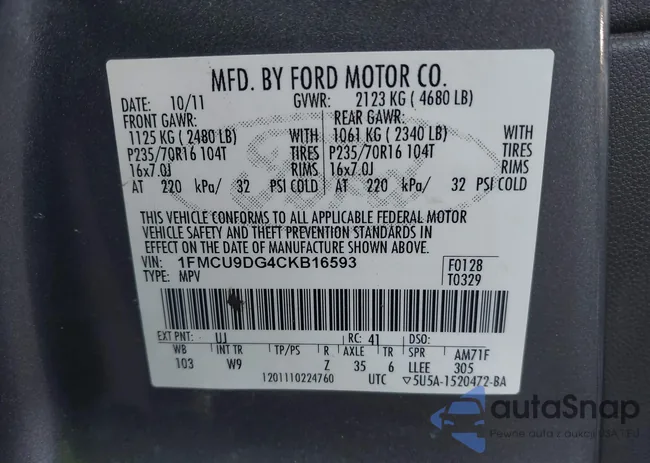 MFD. BY FORD MOTOR CO.
DATE: 10/11 GVWR: 2123 KG ( 4680 LB)
FRONT GAWR: REAR GAWR:
1125 KG ( 2480 LB) WITH 1061 KG ( 2340 LB) WITH
P235/70R16 104T TIRES P235/70R16 104T TIRES
16x7.0J RIMS 16x7.0J RIMS
AT 220 kPa/ 32 PSI COLD AT 220 kPa/ 32 PSI COLD
THIS VEHICLE CONFORMS TO ALL APPLICABLE FEDERAL MOTOR
VEHICLE SAFETY AND THEFT PREVENTION STANDARDS IN
EFFECT ON THE DATE OF MANUFACTURE SHOWN ABOVE.
VIN: 1FMCU9DG4CKB16593 F0128
TYPE: MPV T0329
EXT PNT: UJ RC: 41 DSO:
WB INT TR TP/PS R AXLE TR SPR AM71F
103 W9 Z 35 6 LLEE 305
1201110224760 UTC ▽5U5A-1520472-BA
autoSnap
Pewne auta z aukcji USA